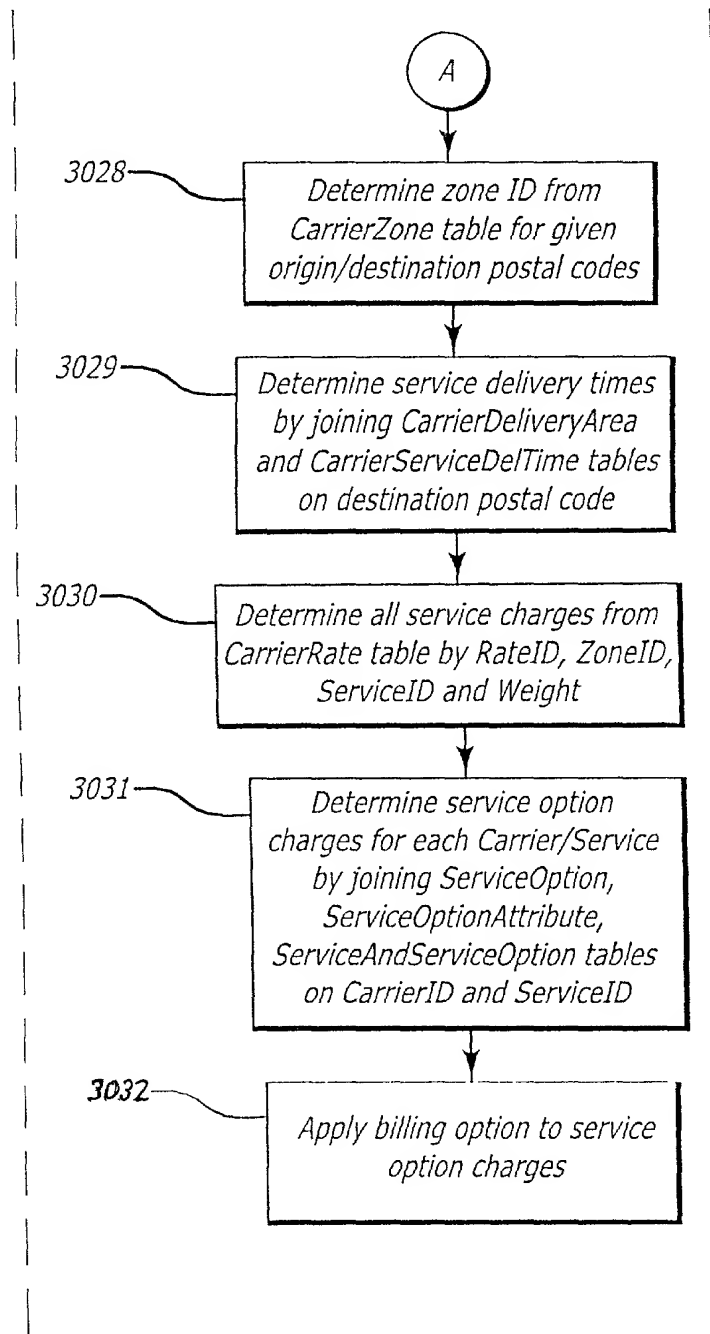 A
3028
Determine zone ID from
CarrierZone table for given
origin/destination postal codes
3029
Determine service delivery times
by joining CarrierDeliveryArea
and CarrierServiceDelTime tables
on destination postal code
3030
Determine all service charges from
CarrierRate table by RateID, ZoneID,
ServiceID and Weight
3031
Determine service option
charges for each Carrier/Service
by joining ServiceOption,
ServiceOptionAttribute,
ServiceAndServiceOption tables
on CarrierID and ServiceID
3032
Apply billing option to service
option charges